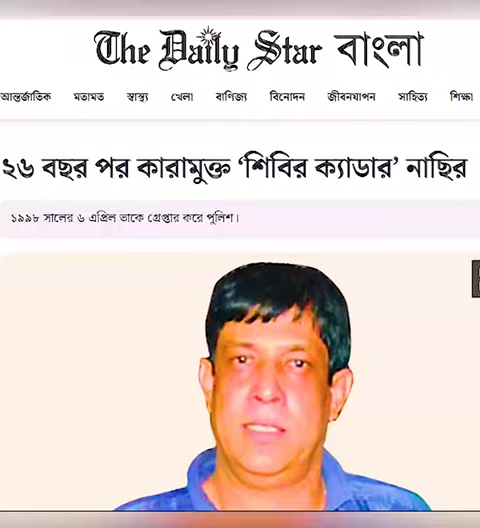 The Daily Star বাংলা
আন্তর্জাতিক মতামত স্বাস্থ্য খেলা বাণিজ্য বিনোদন জীবনযাপন সাহিত্য শিক্ষা
২৬ বছর পর কারামুক্ত ‘শিবির ক্যাডার’ নাছির
১৯৯৮ সালের ৬ এপ্রিল তাকে গ্রেপ্তার করে পুলিশ।